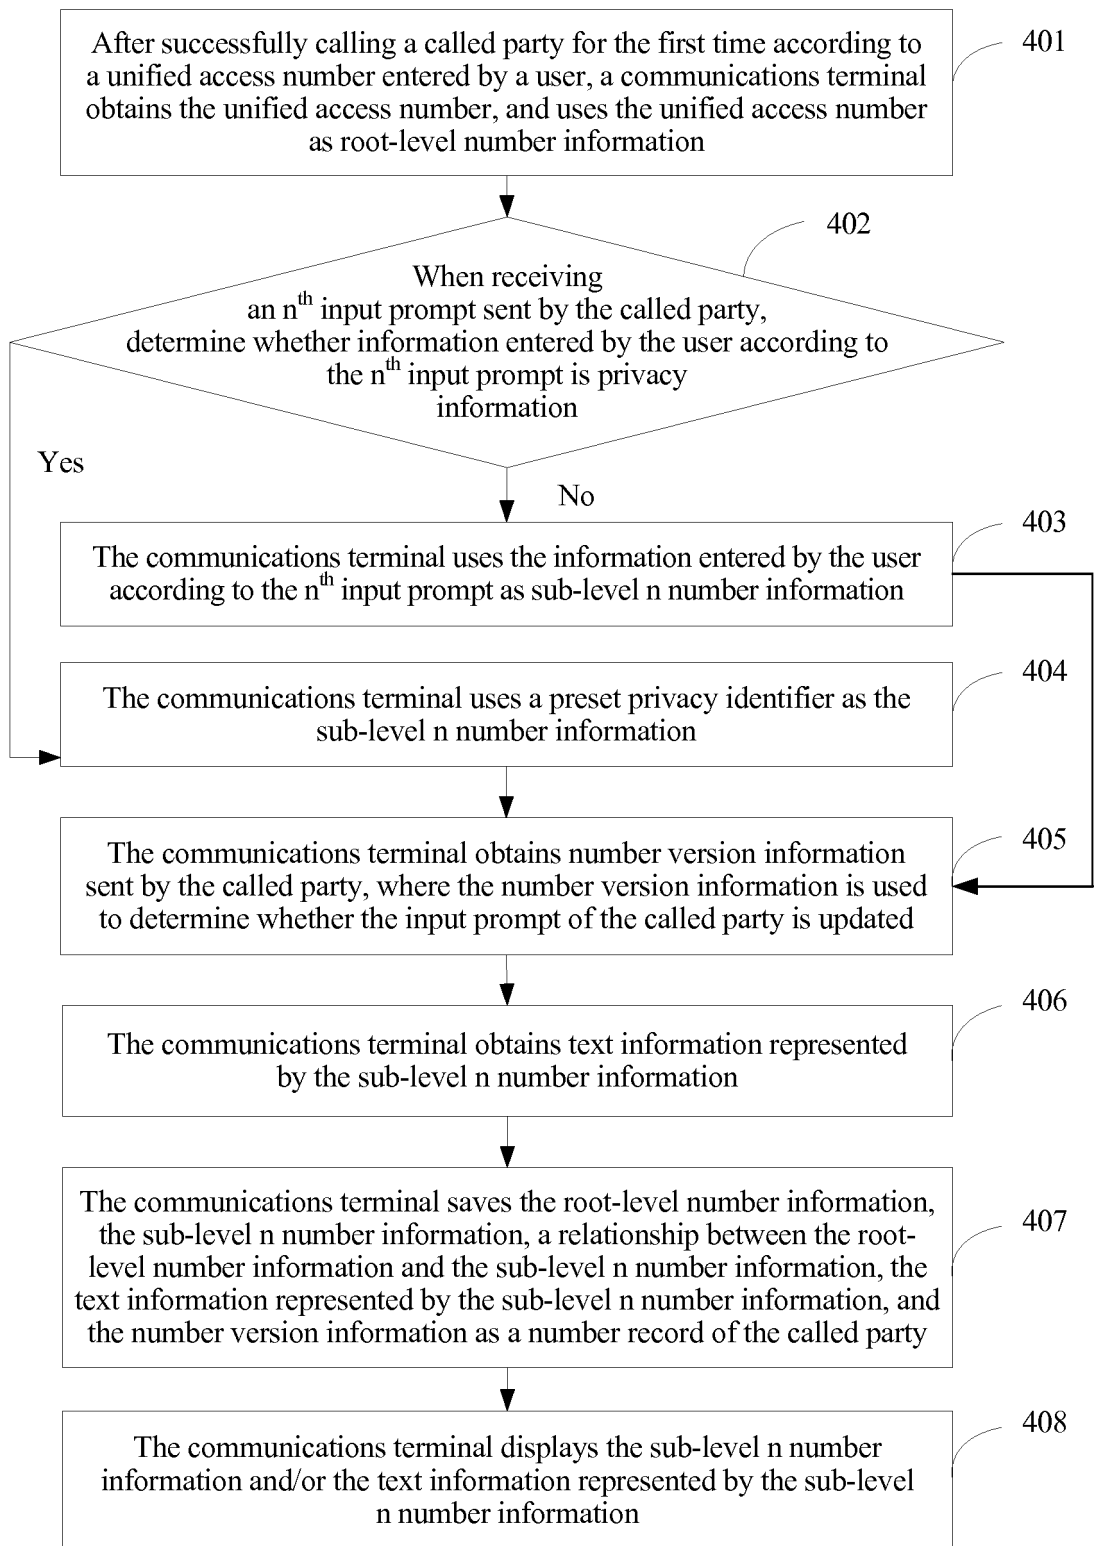 After successfully calling a called party for the first time according to
a unified access number entered by a user, a communications terminal
obtains the unified access number, and uses the unified access number
as root-level number information
401
402
When receiving
an nth input prompt sent by the called party,
determine whether information entered by the user according to
the nth input prompt is privacy
information
Yes
No
403
The communications terminal uses the information entered by the user
according to the nth input prompt as sub-level n number information
404
The communications terminal uses a preset privacy identifier as the
sub-level n number information
405
The communications terminal obtains number version information
sent by the called party, where the number version information is used
to determine whether the input prompt of the called party is updated
406
The communications terminal obtains text information represented
by the sub-level n number information
The communications terminal saves the root-level number information,
the sub-level n number information, a relationship between the root-
level number information and the sub-level n number information, the
text information represented by the sub-level n number information, and
the number version information as a number record of the called party
407
408
The communications terminal displays the sub-level n number
information and/or the text information represented by the sub-level
n number information